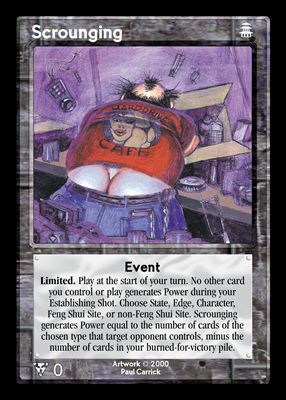 Scrounging
HARDDRIVE
CAFE
Event
Limited. Play at the start of your turn. No other card
you control or play generates Power during your
Establishing Shot. Choose State, Edge, Character,
Feng Shui Site, or non-Feng Shui Site. Scrounging
generates Power equal to the number of cards of the
chosen type that target opponent controls, minus the
number of cards in your burned-for-victory pile.
0
Artwork © 2000
Paul Carrick